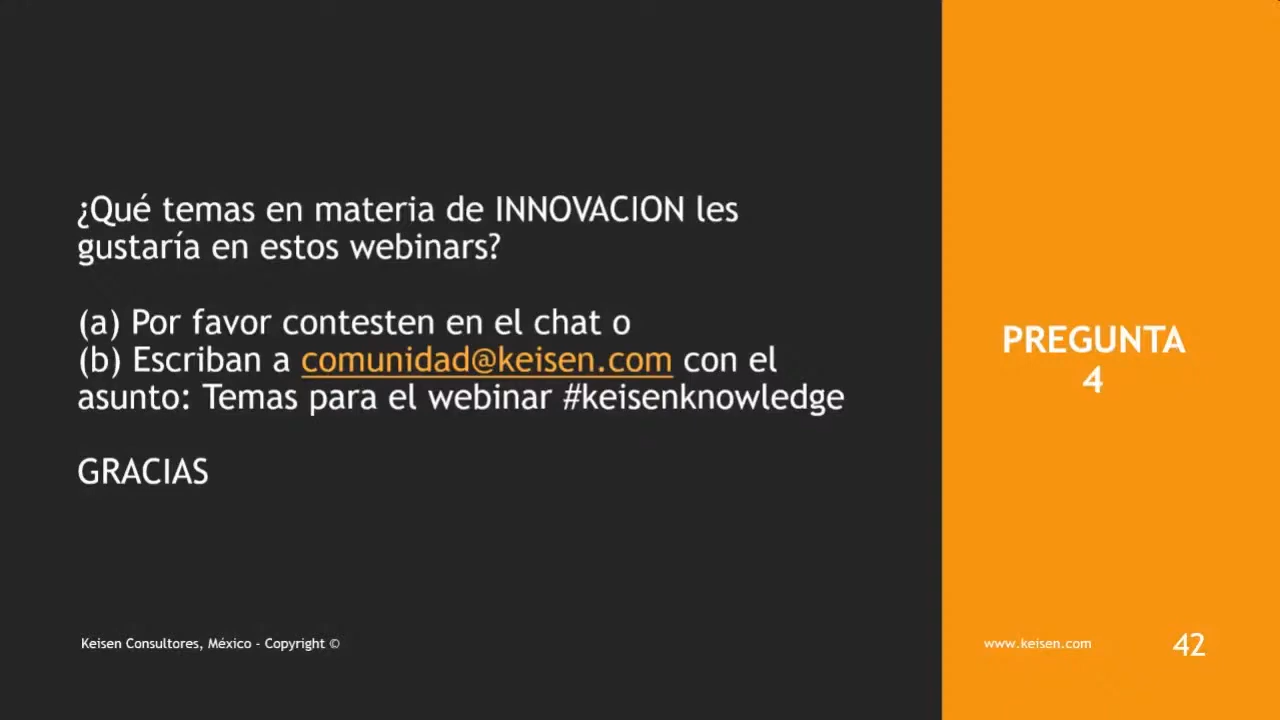 ¿Qué temas en materia de INNOVACION les
gustaría en estos webinars?
(a) Por favor contesten en el chat o
(b) Escriban a comunidad@keisen.com con el
asunto: Temas para el webinar #keisenknowledge
GRACIAS
PREGUNTA
4
Keisen Consultores, México - Copyright ©
www.keisen.com
42